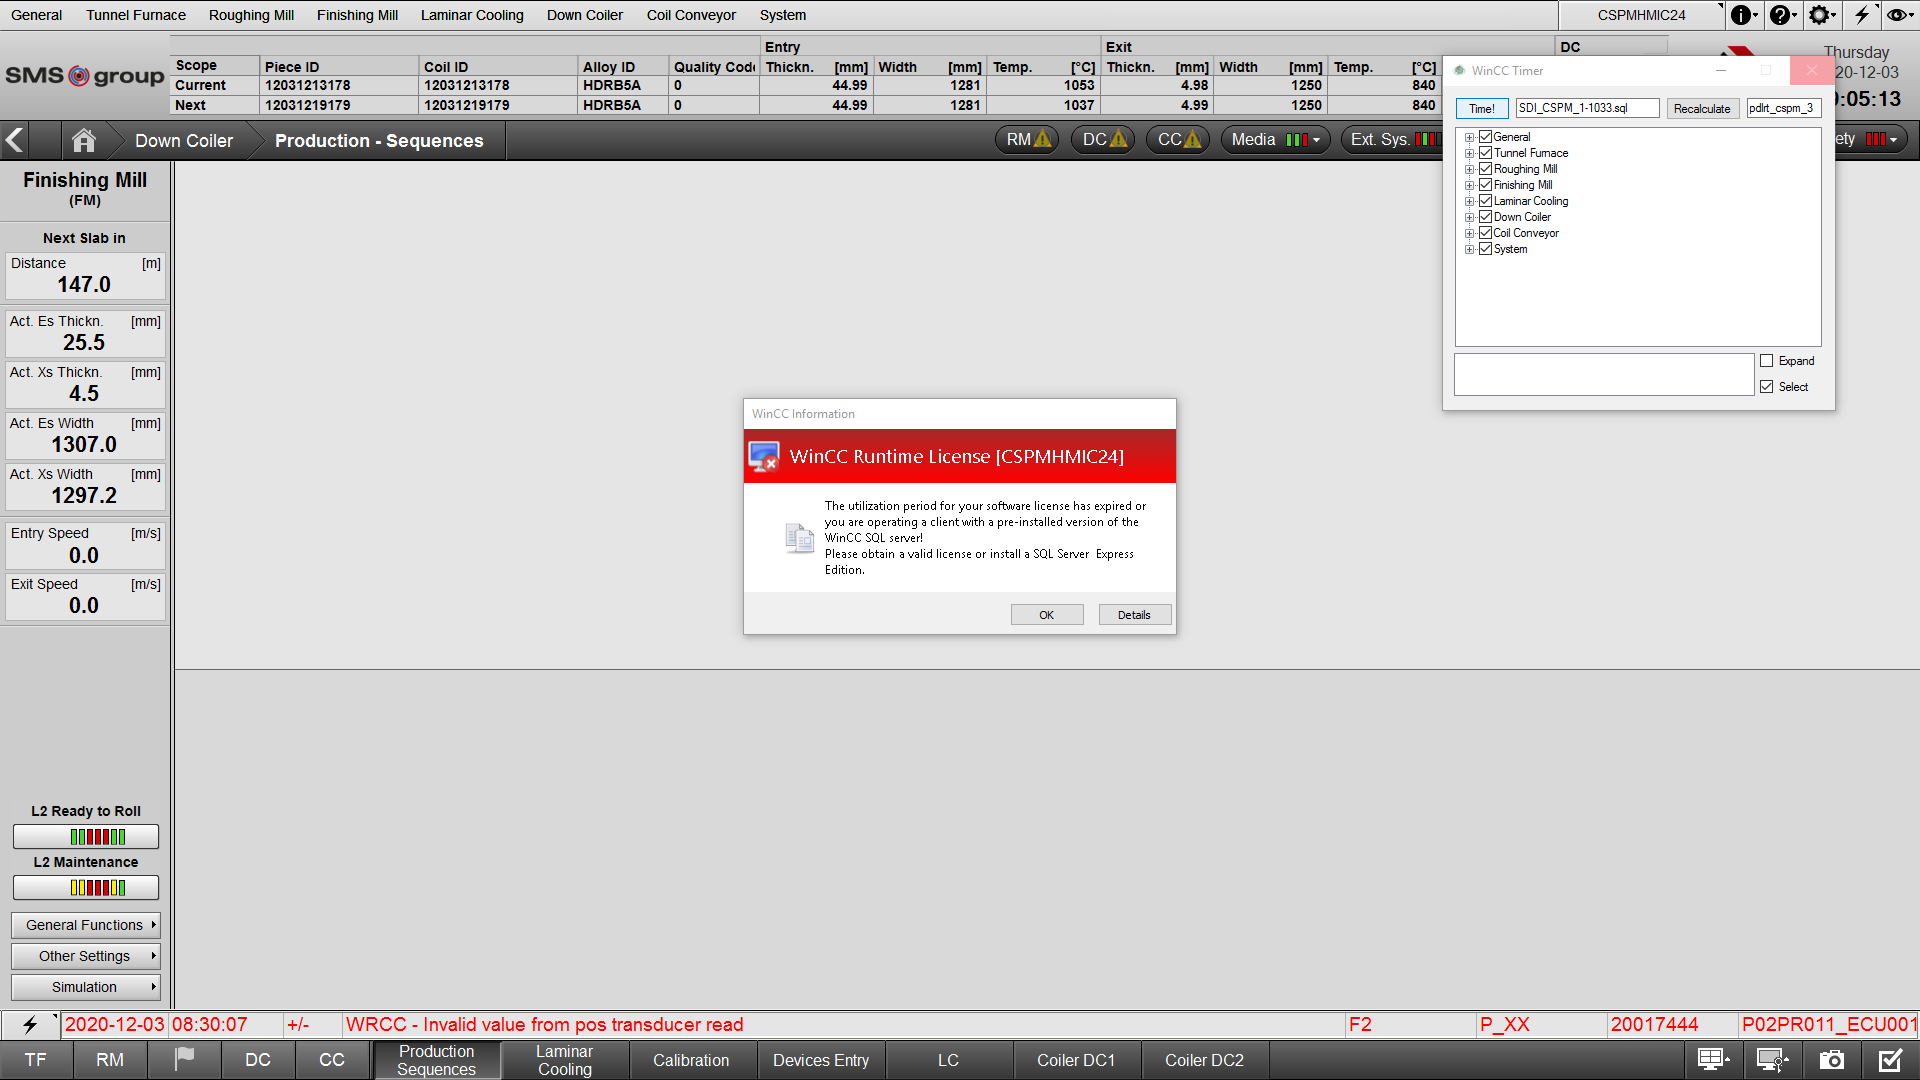 General Tunnel Furnace Roughing Mill Finishing Mill Laminar Cooling Down Coiler Coil Conveyor System CSPMHMIC24
SMS group
Entry Exit DC
Scope Piece ID Coil ID Alloy ID Quality Thickn. [mm] Width [mm] Temp. [°C] Thickn. [mm] Width [mm] Temp. [°C]
Current 12031213178 12031213178 HDRB5A 0 44.99 1281 1053 4.98 1250 840
Next 12031219179 12031219179 HDRB5A 0 44.99 1281 1037 4.99 1250 840
Thursday
20-12-03
:05:13
Down Coiler Production - Sequences RM DC CC Media Ext. Sys. ety
WinCC Timer
Time! SDI_CSPM_1-1033.sql Recalculate pdlrt_cspm_3
General
Tunnel Furnace
Roughing Mill
Finishing Mill
Laminar Cooling
Down Coiler
Coil Conveyor
System
Expand
Select
Finishing Mill
(FM)
Next Slab in
Distance [m]
147.0
Act. Es Thickn. [mm]
25.5
Act. Xs Thickn. [mm]
4.5
Act. Es Width [mm]
1307.0
Act. Xs Width [mm]
1297.2
Entry Speed [m/s]
0.0
Exit Speed [m/s]
0.0
WinCC Information
WinCC Runtime License [CSPMHMIC24]
The utilization period for your software license has expired or
you are operating a client with a pre-installed version of the
WinCC SQL server!
Please obtain a valid license or install a SQL Server Express
Edition.
OK Details
L2 Ready to Roll
L2 Maintenance
General Functions
Other Settings
Simulation
2020-12-03 08:30:07 +/- WRCC - Invalid value from pos transducer read F2 P_XX 20017444 P02PR011_ECU001
TF RM DC CC Production Sequences Laminar Cooling Calibration Devices Entry LC Coiler DC1 Coiler DC2